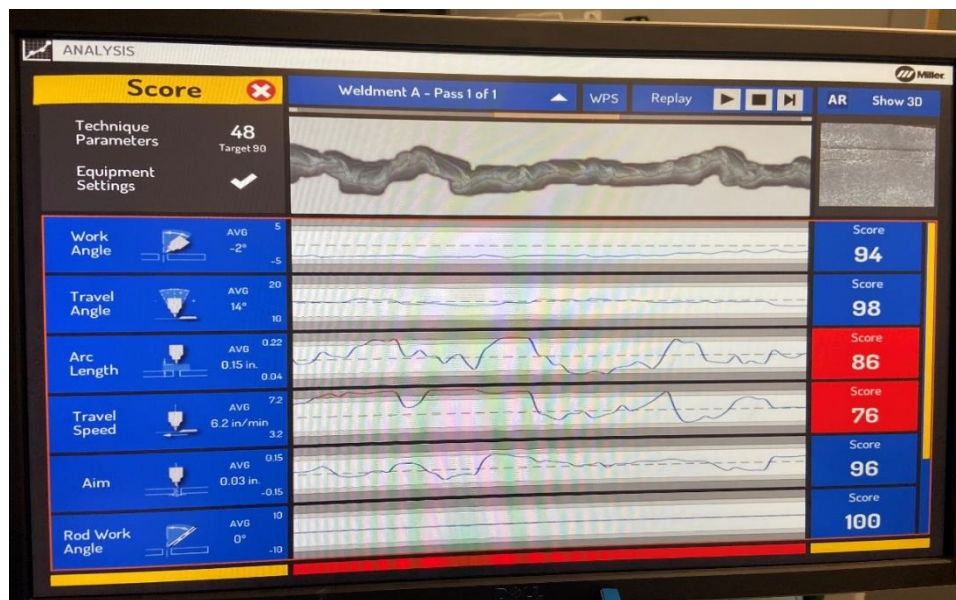 ANALYSIS
Miller
Score
Weldment A - Pass 1 of 1
WPS
Replay
AR
Show 3D
Technique
Parameters
48
Target 90
Equipment
Settings
Work
Angle
AVG
-2°
5
-5
Score
94
Travel
Angle
AVG
14°
20
10
Score
98
Arc
Length
AVG
0.15 in.
0.22
0.04
Score
86
Travel
Speed
AVG
6.2 in/min
7.2
3.2
Score
76
Aim
AVG
0.03 in.
0.15
-0.15
Score
96
Rod Work
Angle
AVG
0°
10
-10
Score
100
DELL